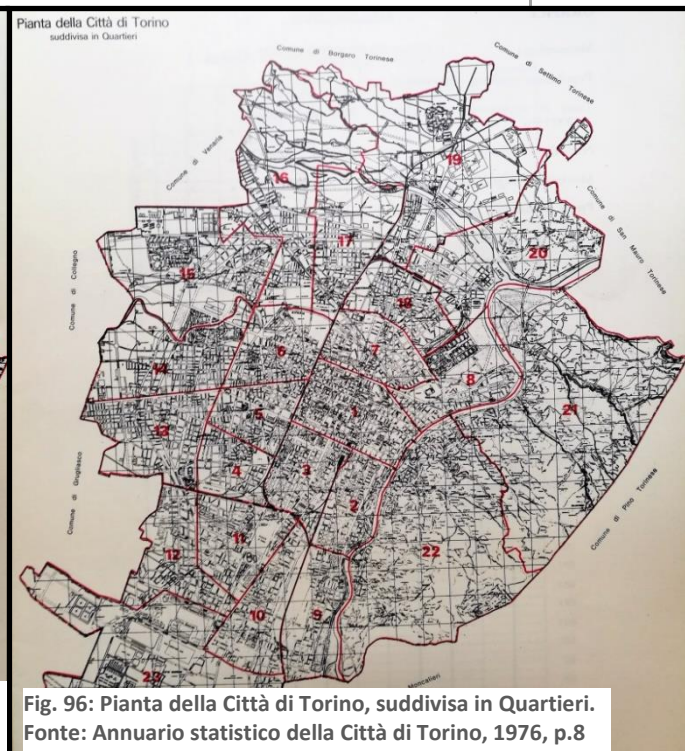 Pianta della Città di Torino
suddivisa in Quartieri
Comune di Borgaro Torinese
Comune di Settimo Torinese
Comune di Venaria
19
16
Comune di San Mauro Torinese
17
20
15
Comune di Collegno
18
6
7
14
8
1
21
5
13
Comune di Grugliasco
4
3
2
Comune di Pino Torinese
22
12
11
10
9
23
Moncalieri
Fig. 96: Pianta della Città di Torino, suddivisa in Quartieri.
Fonte: Annuario statistico della Città di Torino, 1976, p.8